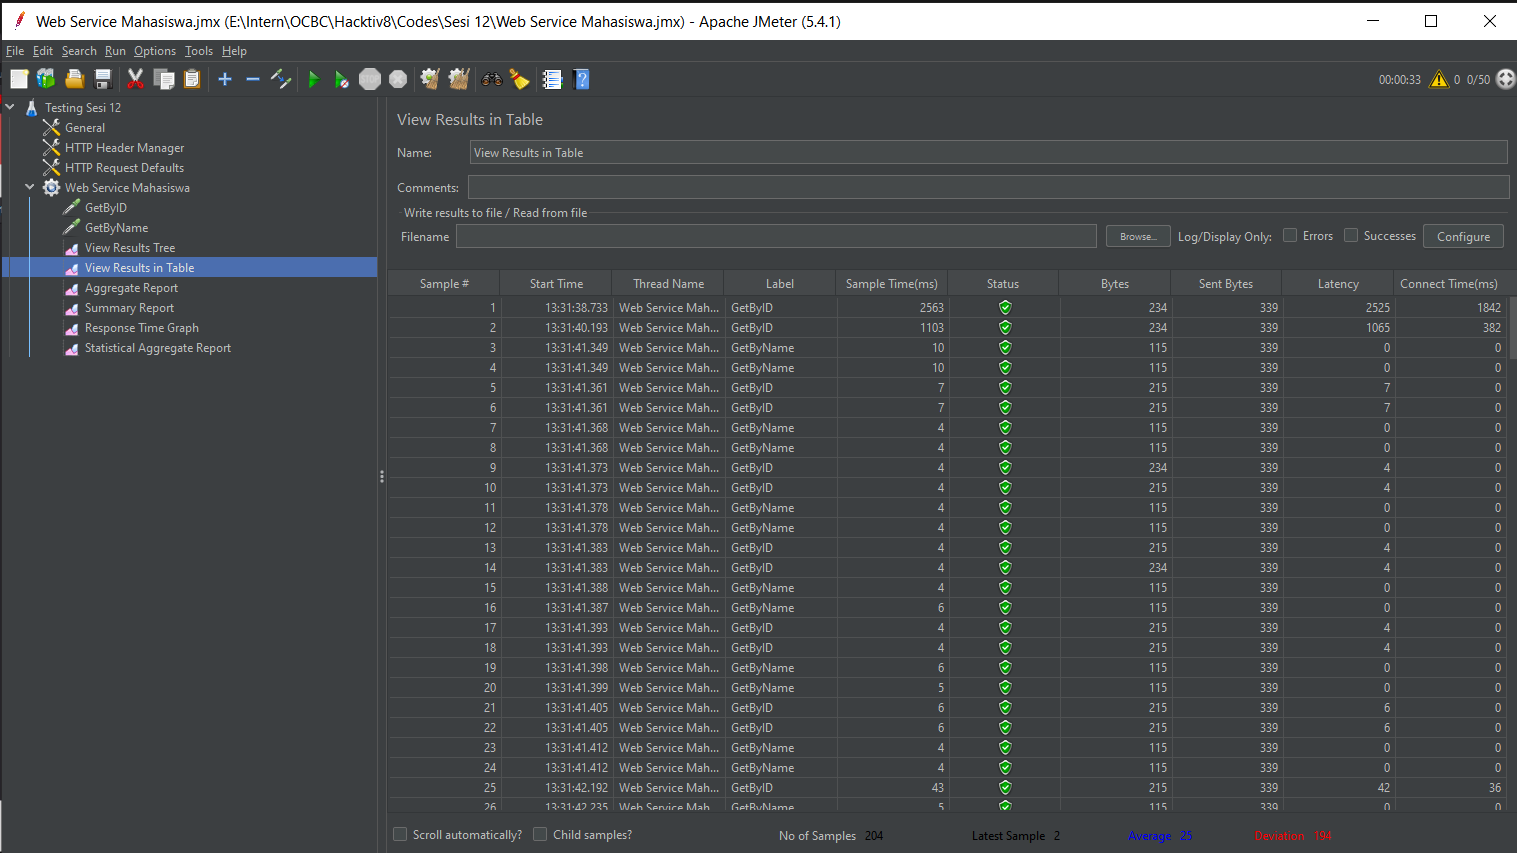 Web Service Mahasiswa.jmx (E:\Intern\OCBC\Hacktiv8\Codes\Sesi 12\Web Service Mahasiswa.jmx) - Apache JMeter (5.4.1)
File Edit Search Run Options Tools Help
STOP 00:00:33 0 0/50
Testing Sesi 12
General
HTTP Header Manager
HTTP Request Defaults
Web Service Mahasiswa
GetByID
GetByName
View Results Tree
View Results in Table
Aggregate Report
Summary Report
Response Time Graph
Statistical Aggregate Report
View Results in Table
Name: View Results in Table
Comments:
Write results to file / Read from file
Filename Browse... Log/Display Only: Errors Successes Configure
Sample # Start Time Thread Name Label Sample Time(ms) Status Bytes Sent Bytes Latency Connect Time(ms)
1 13:31:38.733 Web Service Mah... GetByID 2563 234 339 2525 1842
2 13:31:40.193 Web Service Mah... GetByID 1103 234 339 1065 382
3 13:31:41.349 Web Service Mah... GetByName 10 115 339 0 0
4 13:31:41.349 Web Service Mah... GetByName 10 115 339 0 0
5 13:31:41.361 Web Service Mah... GetByID 7 215 339 7 0
6 13:31:41.361 Web Service Mah... GetByID 7 215 339 7 0
7 13:31:41.368 Web Service Mah... GetByName 4 115 339 0 0
8 13:31:41.368 Web Service Mah... GetByName 4 115 339 0 0
9 13:31:41.373 Web Service Mah... GetByID 4 234 339 4 0
10 13:31:41.373 Web Service Mah... GetByID 4 215 339 4 0
11 13:31:41.378 Web Service Mah... GetByName 4 115 339 0 0
12 13:31:41.378 Web Service Mah... GetByName 4 115 339 0 0
13 13:31:41.383 Web Service Mah... GetByID 4 215 339 4 0
14 13:31:41.383 Web Service Mah... GetByID 4 234 339 4 0
15 13:31:41.388 Web Service Mah... GetByName 4 115 339 0 0
16 13:31:41.387 Web Service Mah... GetByName 6 115 339 0 0
17 13:31:41.393 Web Service Mah... GetByID 4 215 339 4 0
18 13:31:41.393 Web Service Mah... GetByID 4 215 339 4 0
19 13:31:41.398 Web Service Mah... GetByName 6 115 339 0 0
20 13:31:41.399 Web Service Mah... GetByName 5 115 339 0 0
21 13:31:41.405 Web Service Mah... GetByID 6 215 339 6 0
22 13:31:41.405 Web Service Mah... GetByID 6 215 339 6 0
23 13:31:41.412 Web Service Mah... GetByName 4 115 339 0 0
24 13:31:41.412 Web Service Mah... GetByName 4 115 339 0 0
25 13:31:42.192 Web Service Mah... GetByID 43 215 339 42 36
26 13:31:42.235 Web Service Mah... GetByName 5 115 339 0 0
Scroll automatically? Child samples? No of Samples 204 Latest Sample 2 Average 25 Deviation 194